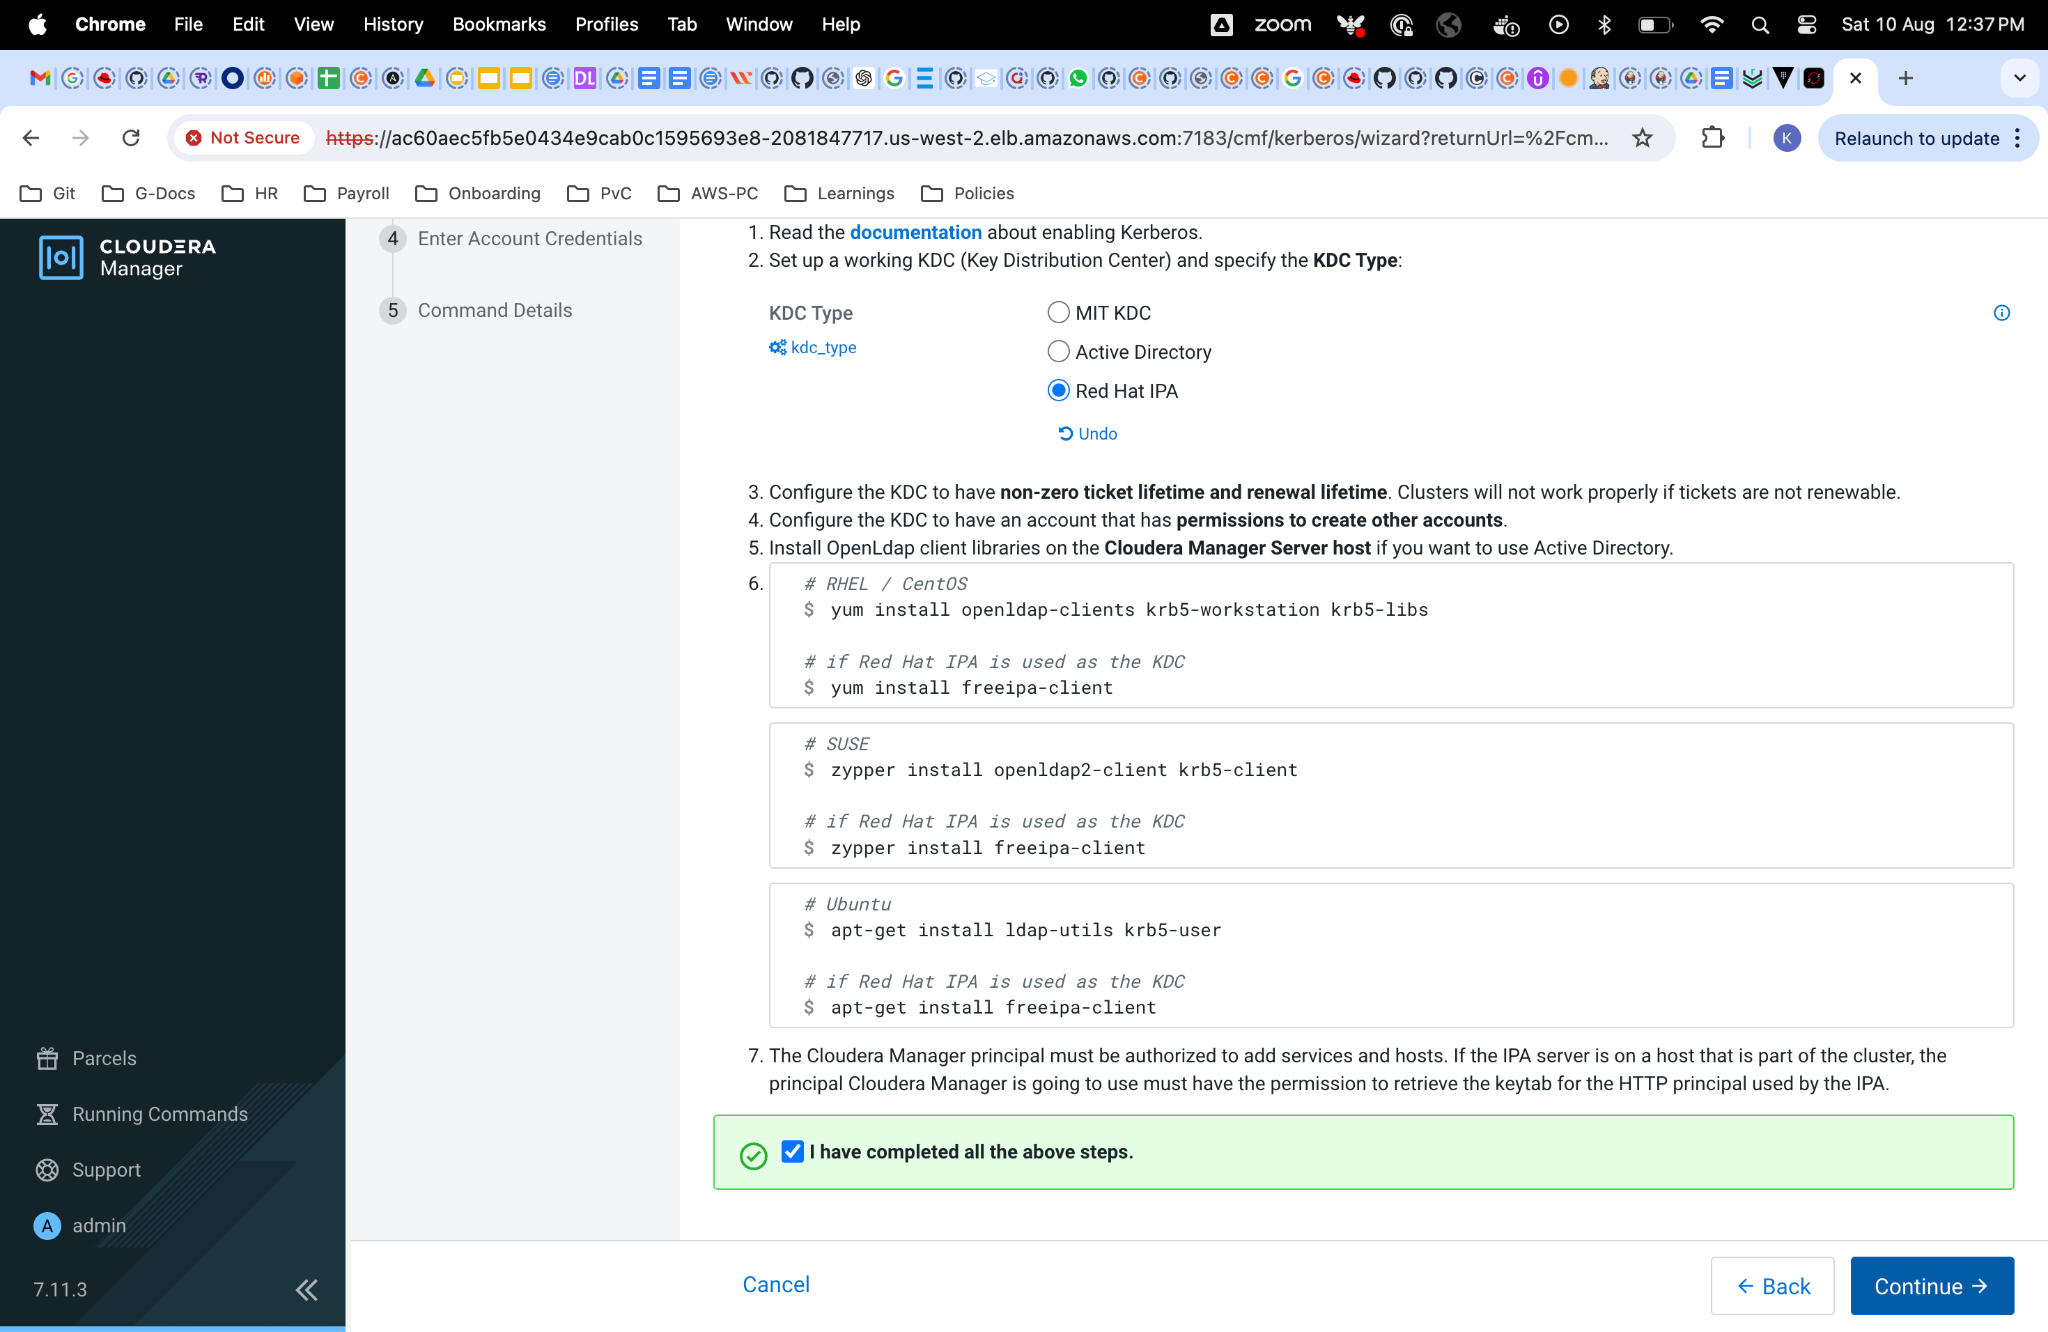 Chrome File Edit View History Bookmarks Profiles Tab Window Help zoom Sat 10 Aug 12:37 PM
DL
Not Secure https://ac60aec5fb5e0434e9cab0c1595693e8-2081847717.us-west-2.elb.amazonaws.com:7183/cmf/kerberos/wizard?returnUrl=%2Fcm... K Relaunch to update
Git G-Docs HR Payroll Onboarding PvC AWS-PC Learnings Policies
CLOUDERA
Manager
Parcels
Running Commands
Support
A admin
7.11.3
4 Enter Account Credentials
5 Command Details
1. Read the documentation about enabling Kerberos.
2. Set up a working KDC (Key Distribution Center) and specify the KDC Type:
KDC Type
kdc_type
MIT KDC
Active Directory
Red Hat IPA
Undo
3. Configure the KDC to have non-zero ticket lifetime and renewal lifetime. Clusters will not work properly if tickets are not renewable.
4. Configure the KDC to have an account that has permissions to create other accounts.
5. Install OpenLdap client libraries on the Cloudera Manager Server host if you want to use Active Directory.
6. # RHEL / CentOS
$ yum install openldap-clients krb5-workstation krb5-libs
# if Red Hat IPA is used as the KDC
$ yum install freeipa-client
# SUSE
$ zypper install openldap2-client krb5-client
# if Red Hat IPA is used as the KDC
$ zypper install freeipa-client
# Ubuntu
$ apt-get install ldap-utils krb5-user
# if Red Hat IPA is used as the KDC
$ apt-get install freeipa-client
7. The Cloudera Manager principal must be authorized to add services and hosts. If the IPA server is on a host that is part of the cluster, the
principal Cloudera Manager is going to use must have the permission to retrieve the keytab for the HTTP principal used by the IPA.
I have completed all the above steps.
Cancel
← Back
Continue →